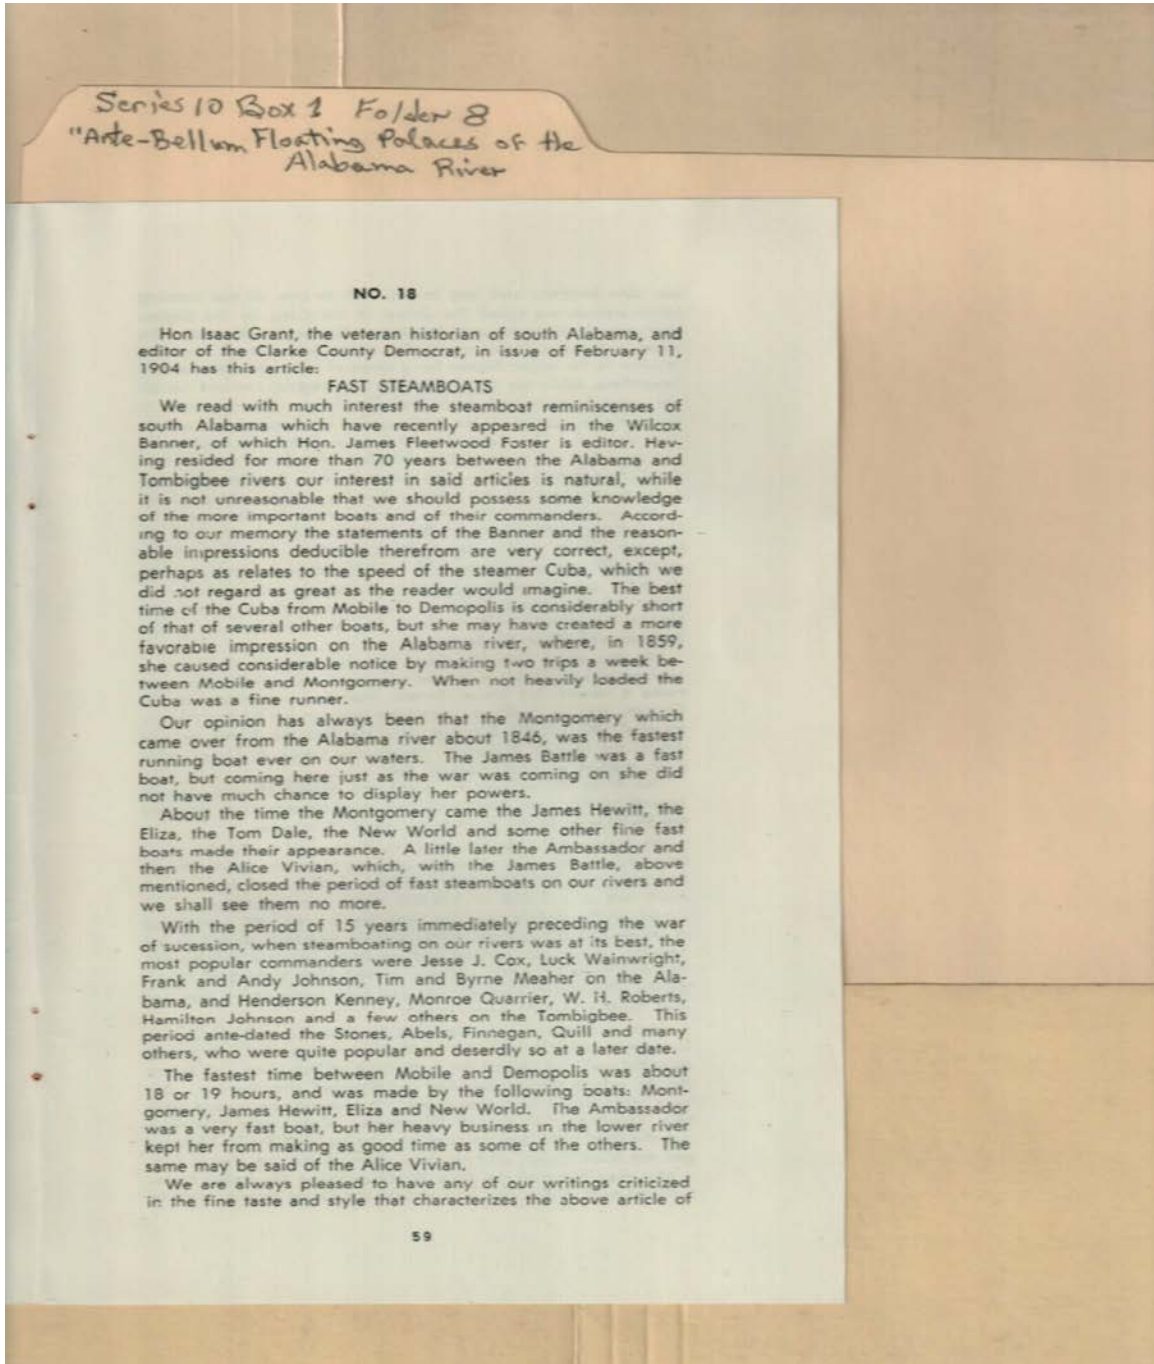 Series 10 Box 1 Folder 8
"Ante-Bellum Floating Palaces of the
Alabama River
NO. 18
Hon Isaac Grant, the veteran historian of south Alabama, and
editor of the Clarke County Democrat, in issue of February 11,
1904 has this article:
FAST STEAMBOATS
We read with much interest the steamboat reminiscenses of
south Alabama which have recently appeared in the Wilcox
Banner, of which Hon. James Fleetwood Foster is editor. Hav-
ing resided for more than 70 years between the Alabama and
Tombigbee rivers our interest in said articles is natural, while
it is not unreasonable that we should possess some knowledge
of the more important boats and of their commanders. Accord-
ing to our memory the statements of the Banner and the reason-
able impressions deducible therefrom are very correct, except,
perhaps as relates to the speed of the steamer Cuba, which we
did not regard as great as the reader would imagine. The best
time of the Cuba from Mobile to Demopolis is considerably short
of that of several other boats, but she may have created a more
favorable impression on the Alabama river, where, in 1859,
she caused considerable notice by making two trips a week be-
tween Mobile and Montgomery. When not heavily loaded the
Cuba was a fine runner.
Our opinion has always been that the Montgomery which
came over from the Alabama river about 1846, was the fastest
running boat ever on our waters. The James Battle was a fast
boat, but coming here just as the war was coming on she did
not have much chance to display her powers.
About the time the Montgomery came the James Hewitt, the
Eliza, the Tom Dale, the New World and some other fine fast
boats made their appearance. A little later the Ambassador and
then the Alice Vivian, which, with the James Battle, above
mentioned, closed the period of fast steamboats on our rivers and
we shall see them no more.
With the period of 15 years immediately preceding the war
of sucession, when steamboating on our rivers was at its best, the
most popular commanders were Jesse J. Cox, Luck Wainwright,
Frank and Andy Johnson, Tim and Byrne Meaher on the Ala-
bama, and Henderson Kenney, Monroe Quarrier, W. H. Roberts,
Hamilton Johnson and a few others on the Tombigbee. This
period ante-dated the Stones, Abels, Finnegan, Quill and many
others, who were quite popular and deserdly so at a later date.
The fastest time between Mobile and Demopolis was about
18 or 19 hours, and was made by the following boats: Mont-
gomery, James Hewitt, Eliza and New World. The Ambassador
was a very fast boat, but her heavy business in the lower river
kept her from making as good time as some of the others. The
same may be said of the Alice Vivian.
We are always pleased to have any of our writings criticized
in the fine taste and style that characterizes the above article of
59